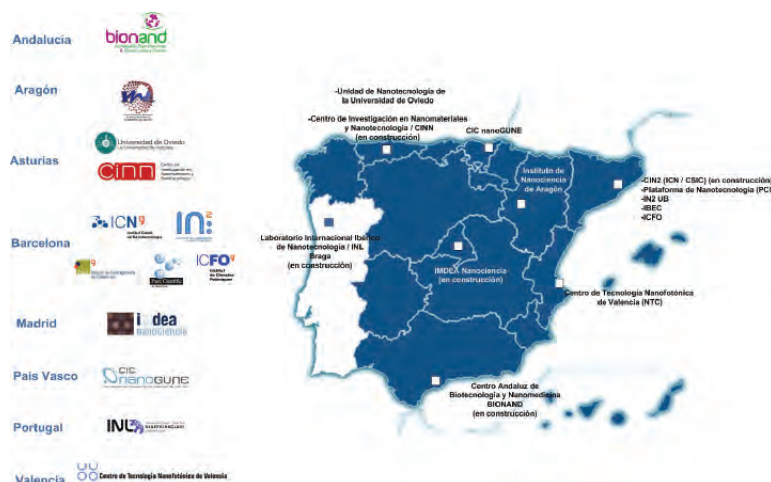 Andalucía
bionand
Aragón
Universidad de Oviedo
Asturias
cinn
ICN
IN2
Barcelona
ICFO
Parc Científic
Madrid
imdea
nanociencia
País Vasco
CIC
nanoGUNE
Portugal
INL
Valencia
Centro de Tecnología Nanofotónica de Valencia
-Unidad de Nanotecnología de
la Universidad de Oviedo
-Centro de Investigación en Nanomateriales
y Nanotecnología / CINN
(en construcción)
CIC nanoGUNE
Instituto de
Nanociencia
de Aragón
-CIN2 (ICN / CSIC) (en construcción)
-Plataforma de Nanotecnología (PC
-IN2 UB
-IBEC
-ICFO
Laboratorio Internacional Ibérico
de Nanotecnología / INL
Braga
(en construcción)
IMDEA Nanociencia
(en construcción)
Centro de Tecnología Nanofotónica
de Valencia (NTC)
Centro Andaluz de
Biotecnología y Nanomedicina
BIONAND
(en construcción)